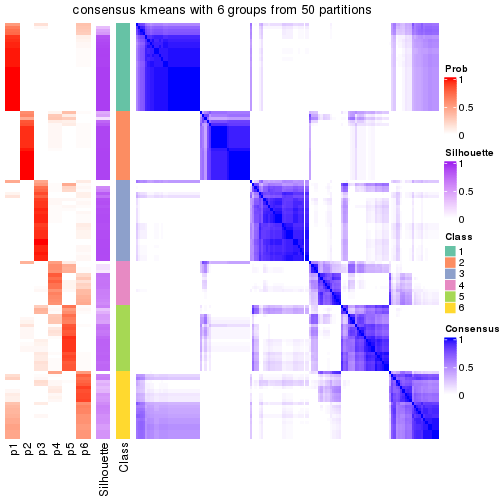 consensus kmeans with 6 groups from 50 partitions
Prob
1
0.5
0
Silhouette
1
0.5
0
Class
1
2
3
4
5
6
Consensus
1
0.5
0
p1
p2
p3
p4
p5
p6
Silhouette
Class